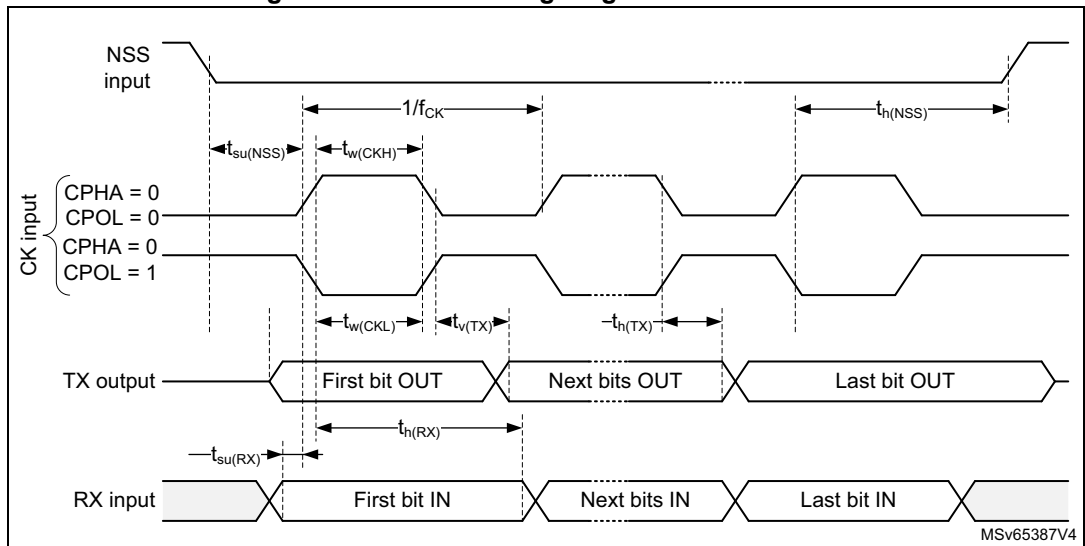 NSS
input
1/fCK
th(NSS)
tsu(NSS)
tw(CKH)
CK input
CPHA = 0
CPOL = 0
CPHA = 0
CPOL = 1
tw(CKL)
tv(TX)
th(TX)
TX output
First bit OUT
Next bits OUT
Last bit OUT
th(RX)
tsu(RX)
RX input
First bit IN
Next bits IN
Last bit IN
MSv65387V4